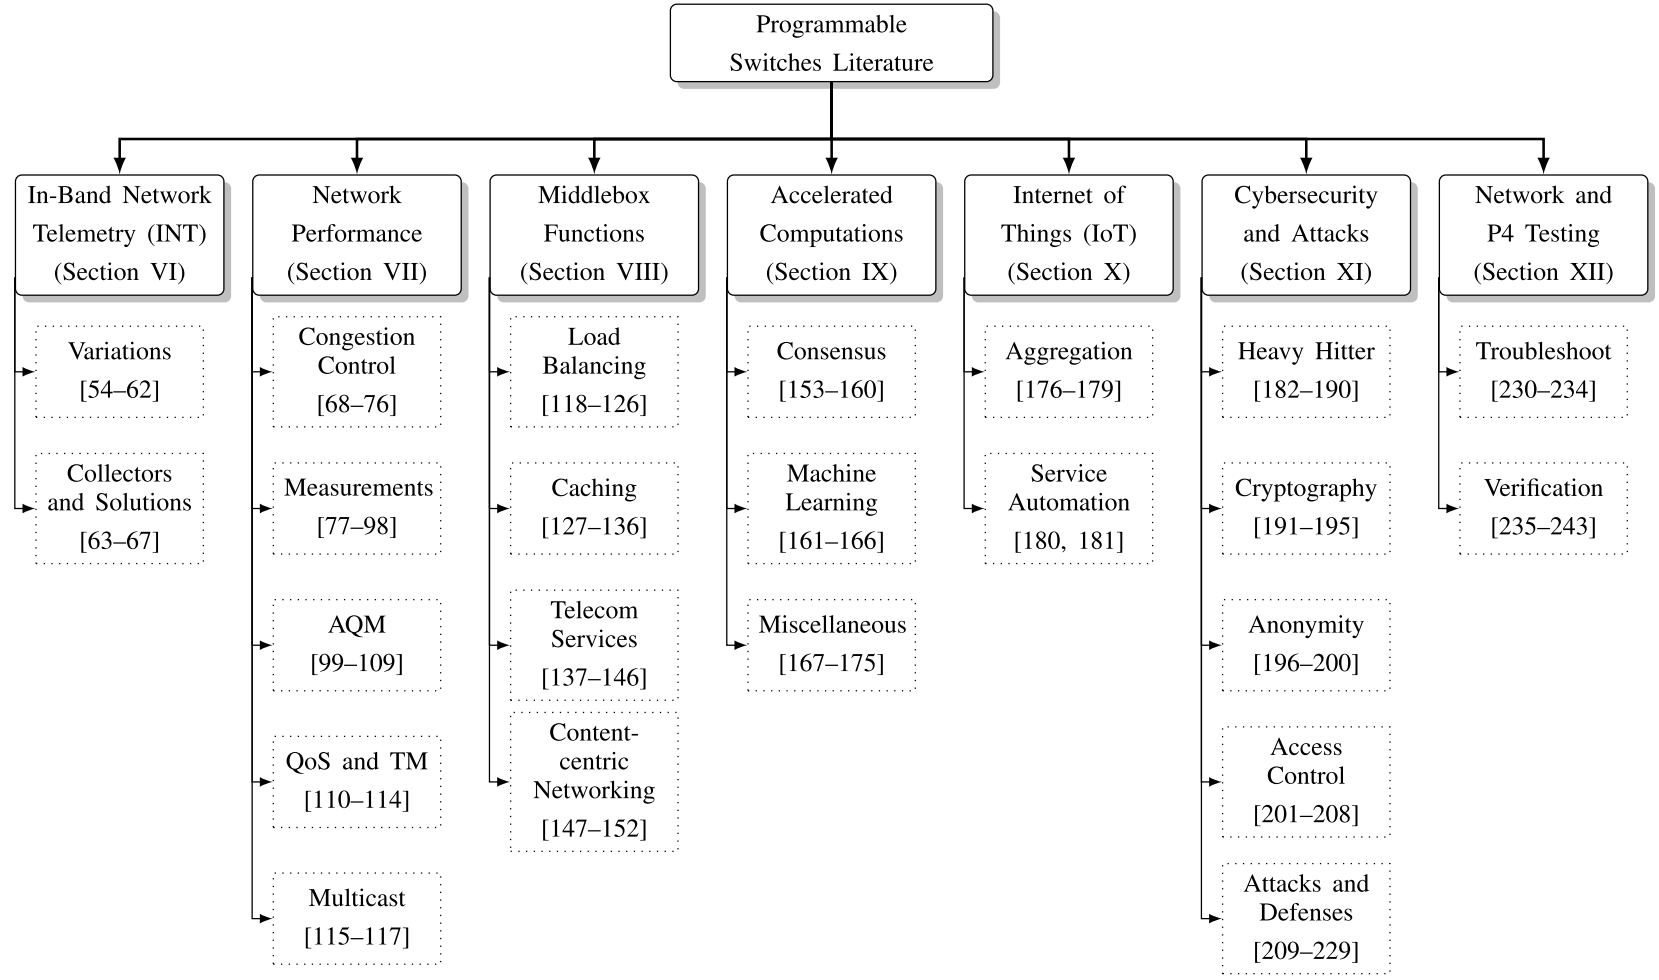 Programmable
Switches Literature
In-Band Network
Telemetry (INT)
(Section VI)
Variations
[54–62]
Collectors
and Solutions
[63–67]
Network
Performance
(Section VII)
Congestion
Control
[68–76]
Measurements
[77–98]
AQM
[99–109]
QoS and TM
[110–114]
Multicast
[115–117]
Middlebox
Functions
(Section VIII)
Load
Balancing
[118–126]
Caching
[127–136]
Telecom
Services
[137–146]
Content-
centric
Networking
[147–152]
Accelerated
Computations
(Section IX)
Consensus
[153–160]
Machine
Learning
[161–166]
Miscellaneous
[167–175]
Internet of
Things (IoT)
(Section X)
Aggregation
[176–179]
Service
Automation
[180, 181]
Cybersecurity
and Attacks
(Section XI)
Heavy Hitter
[182–190]
Cryptography
[191–195]
Anonymity
[196–200]
Access
Control
[201–208]
Attacks and
Defenses
[209–229]
Network and
P4 Testing
(Section XII)
Troubleshoot
[230–234]
Verification
[235–243]